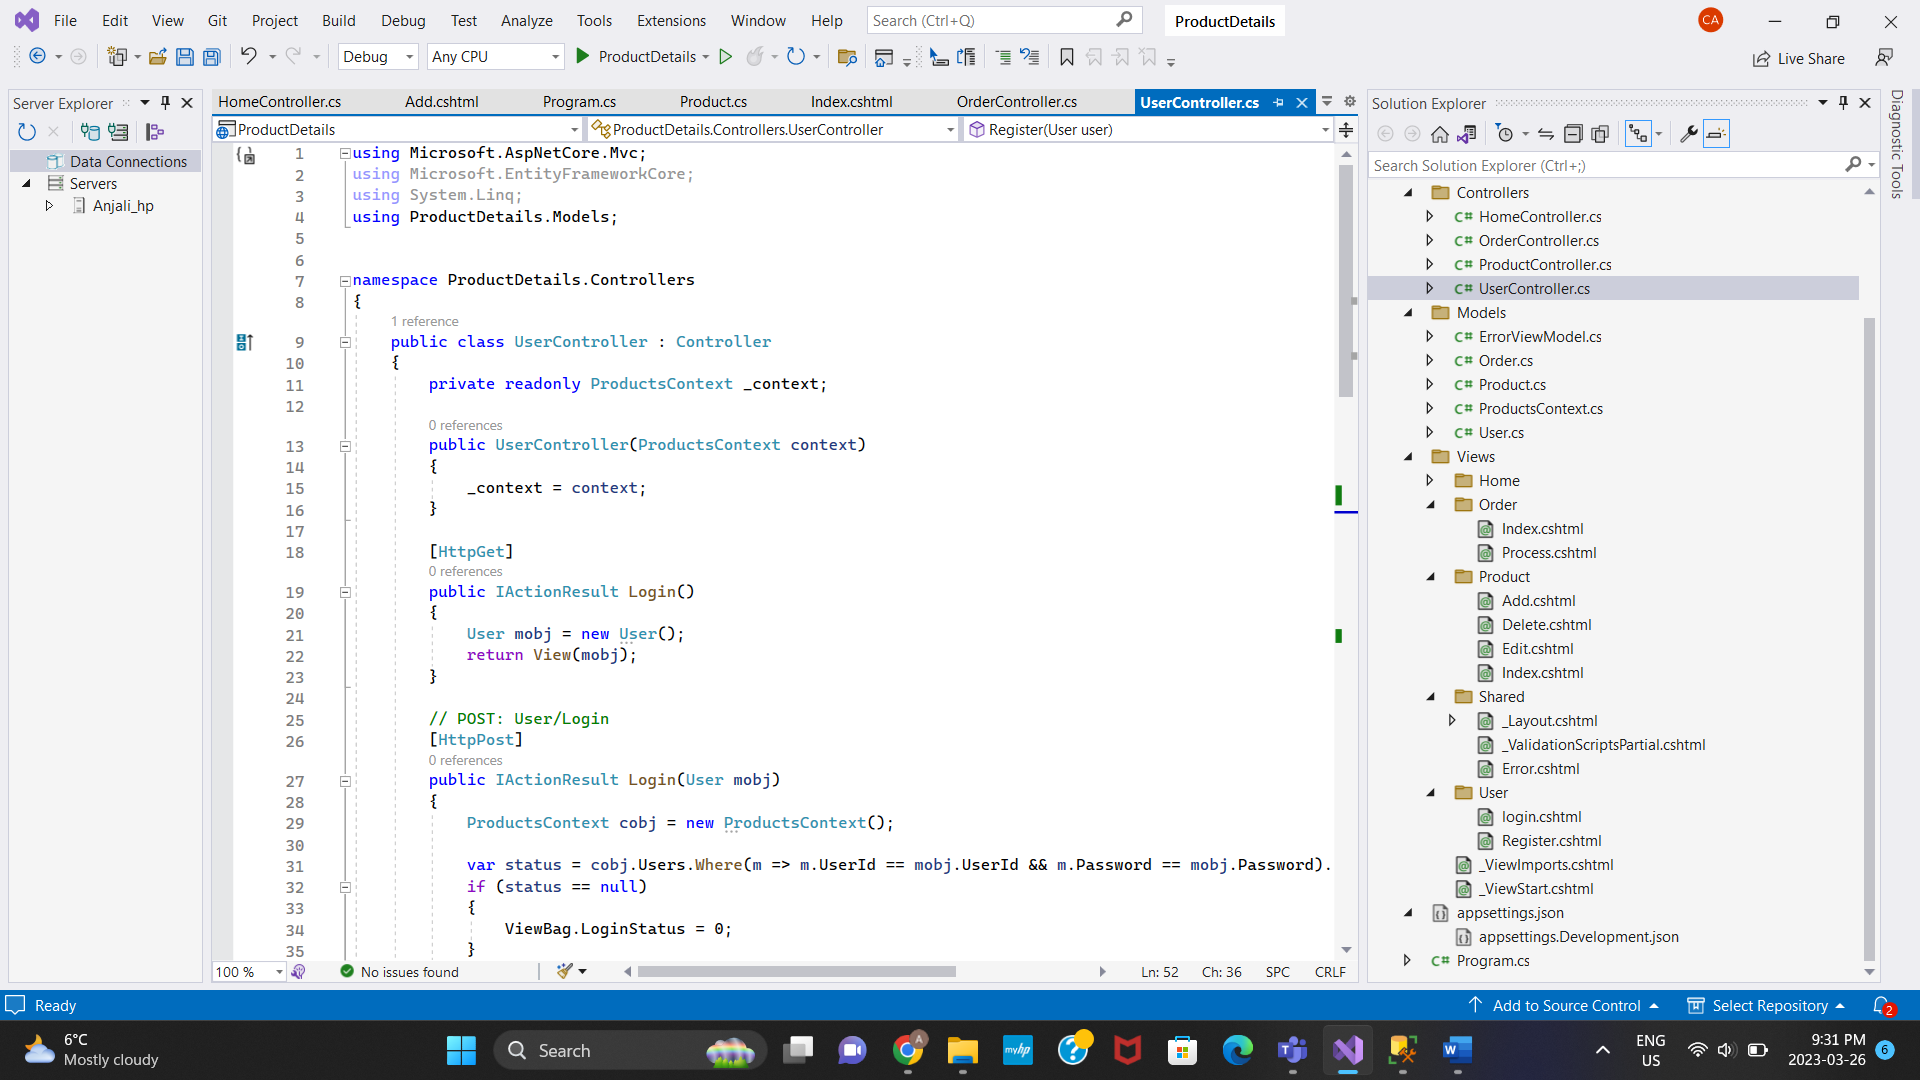 File Edit View Git Project Build Debug Test Analyze Tools Extensions Window Help Search (Ctrl+Q) ProductDetails CA
Debug Any CPU ProductDetails Live Share
Server Explorer
Data Connections
Servers
Anjali_hp
HomeController.cs Add.cshtml Program.cs Product.cs Index.cshtml OrderController.cs UserController.cs
ProductDetails ProductDetails.Controllers.UserController Register(User user)
1 using Microsoft.AspNetCore.Mvc;
2 using Microsoft.EntityFrameworkCore;
3 using System.Linq;
4 using ProductDetails.Models;
5
6
7 namespace ProductDetails.Controllers
8 {
1 reference
9 public class UserController : Controller
10 {
11 private readonly ProductsContext _context;
12
0 references
13 public UserController(ProductsContext context)
14 {
15 _context = context;
16 }
17
18 [HttpGet]
0 references
19 public IActionResult Login()
20 {
21 User mobj = new User();
22 return View(mobj);
23 }
24
25 // POST: User/Login
26 [HttpPost]
0 references
27 public IActionResult Login(User mobj)
28 {
29 ProductsContext cobj = new ProductsContext();
30
31 var status = cobj.Users.Where(m => m.UserId == mobj.UserId && m.Password == mobj.Password).
32 if (status == null)
33 {
34 ViewBag.LoginStatus = 0;
35 }
100 % No issues found Ln: 52 Ch: 36 SPC CRLF
Solution Explorer
Search Solution Explorer (Ctrl+;)
Controllers
C# HomeController.cs
C# OrderController.cs
C# ProductController.cs
C# UserController.cs
Models
C# ErrorViewModel.cs
C# Order.cs
C# Product.cs
C# ProductsContext.cs
C# User.cs
Views
Home
Order
Index.cshtml
Process.cshtml
Product
Add.cshtml
Delete.cshtml
Edit.cshtml
Index.cshtml
Shared
_Layout.cshtml
_ValidationScriptsPartial.cshtml
Error.cshtml
User
login.cshtml
Register.cshtml
_ViewImports.cshtml
_ViewStart.cshtml
appsettings.json
appsettings.Development.json
C# Program.cs
Diagnostic Tools
Ready Add to Source Control Select Repository 2
6°C
Mostly cloudy
Search
A
myhp
W
ENG
US
9:31 PM
2023-03-26
6